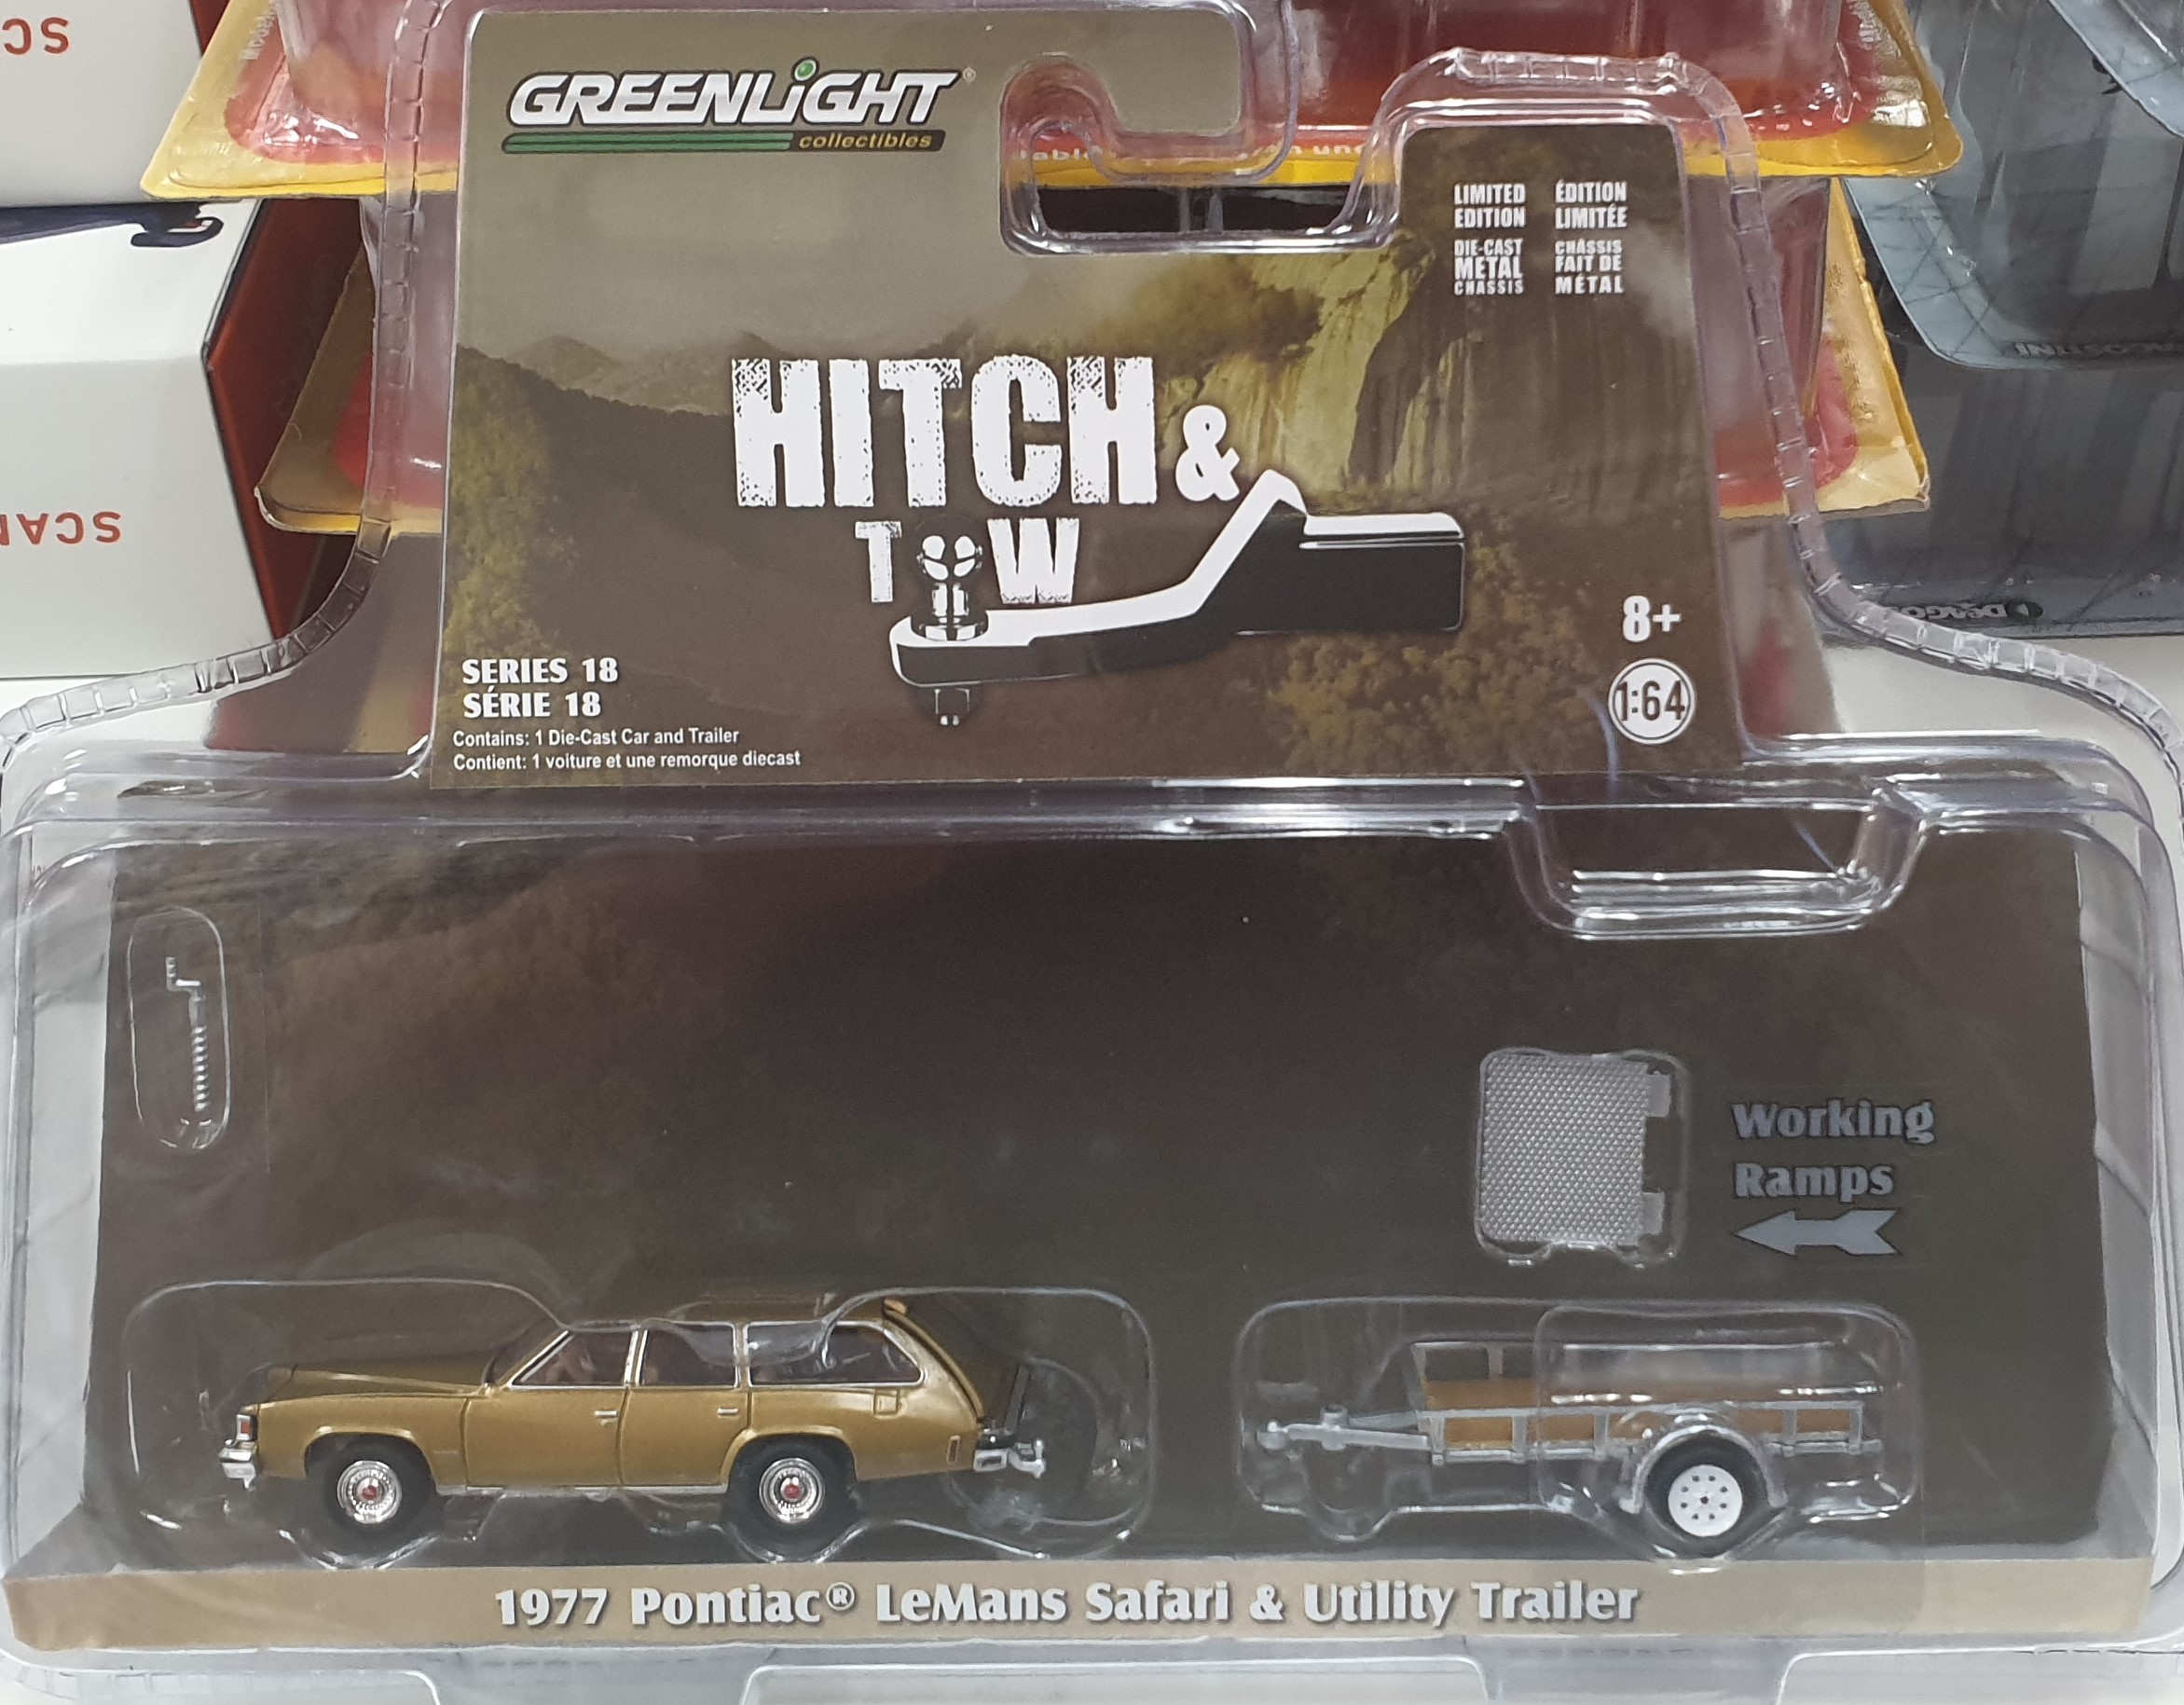 GREENLiGHT®
collectibles
LIMITED
EDITION
DIE-CAST
METAL
CHASSIS
ÉDITION
LIMITÉE
CHÂSSIS
FAIT DE
MÉTAL
HITCH &
TOW
8+
1:64
SERIES 18
SÉRIE 18
Contains: 1 Die-Cast Car and Trailer
Contient: 1 voiture et une remorque diecast
Working
Ramps
1977 Pontiac® LeMans Safari & Utility Trailer